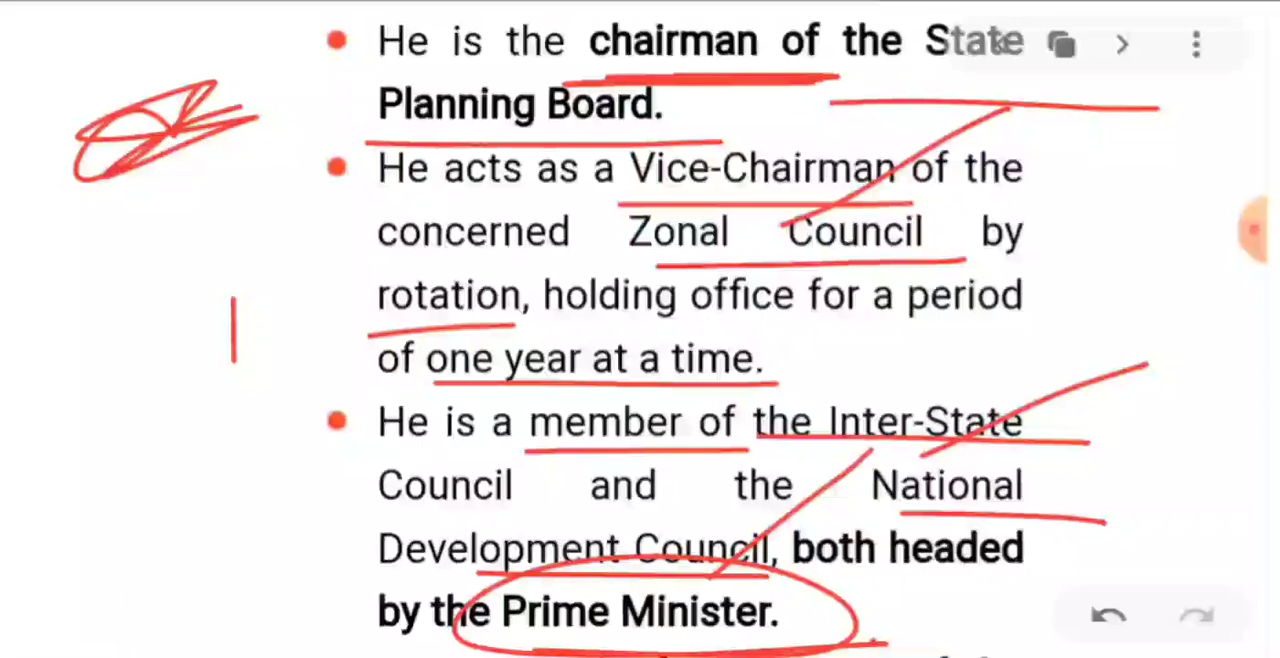 He is the chairman of the State
Planning Board.
He acts as a Vice-Chairman of the
concerned Zonal Council by
rotation, holding office for a period
of one year at a time.
He is a member of the Inter-State
Council and the National
Development Council, both headed
by the Prime Minister.